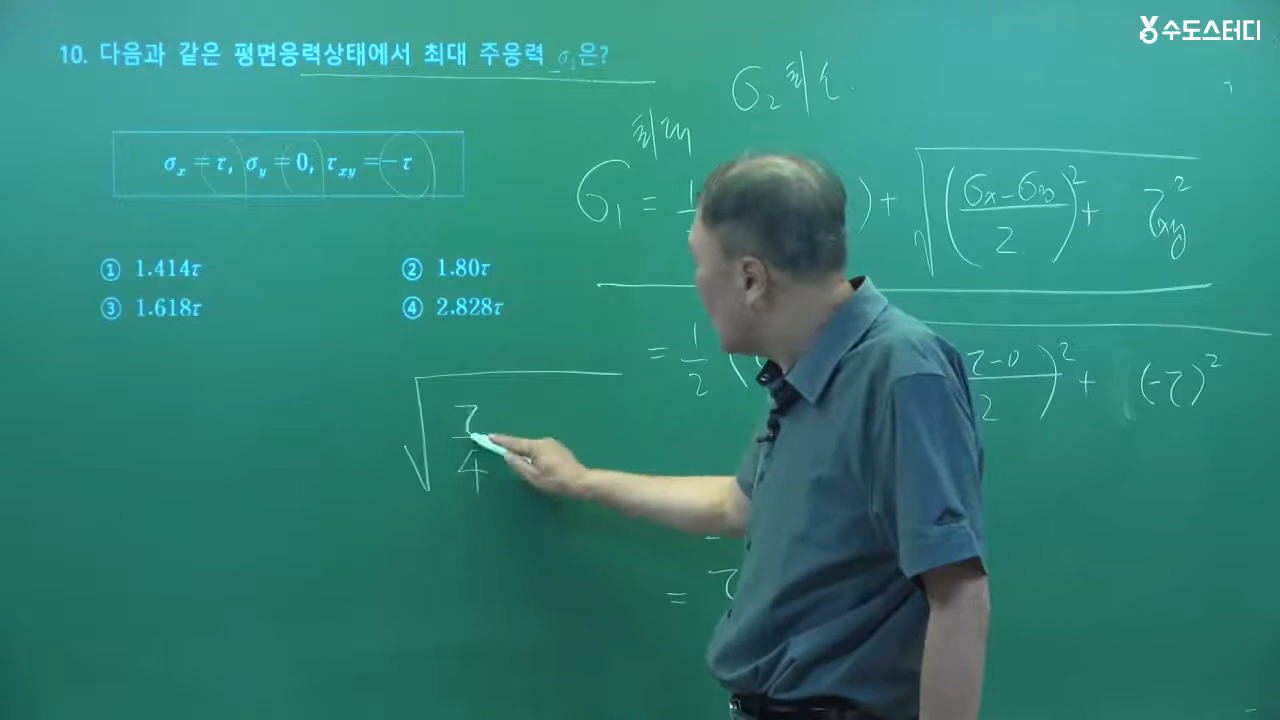 수도스터디
10. 다음과 같은 평면응력상태에서 최대 주응력 σ₁은?
σₓ = τ, σ_y = 0, τ_xy = −τ
① 1.414τ
② 1.80τ
③ 1.618τ
④ 2.828τ
σ₂ 최소.
최대
σ₁ = 1 ) + √((σx−σy)/2)² + τxy²
= 1/2 ( τ−0 / 2 )² + (−τ)²
√ τ/4
= τ